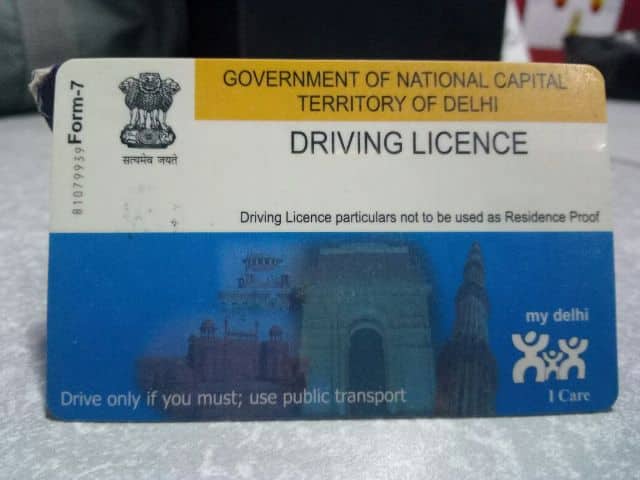 GOVERNMENT OF NATIONAL CAPITAL
TERRITORY OF DELHI
Form-7
81079939
सत्यमेव जयते
DRIVING LICENCE
Driving Licence particulars not to be used as Residence Proof
my delhi
I Care
Drive only if you must; use public transport